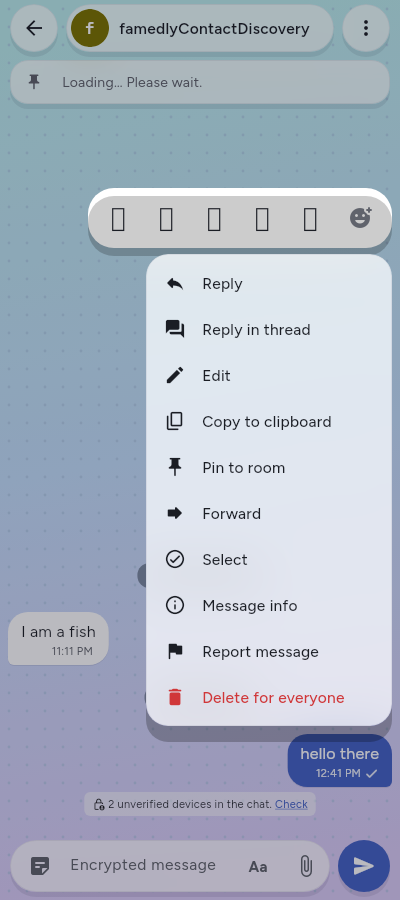 f
famedlyContactDiscovery
Loading... Please wait.
Reply
Reply in thread
Edit
Copy to clipboard
Pin to room
Forward
Select
Message info
Report message
Delete for everyone
I am a fish
11:11 PM
hello there
12:41 PM
2 unverified devices in the chat. Check
Encrypted message
Aa